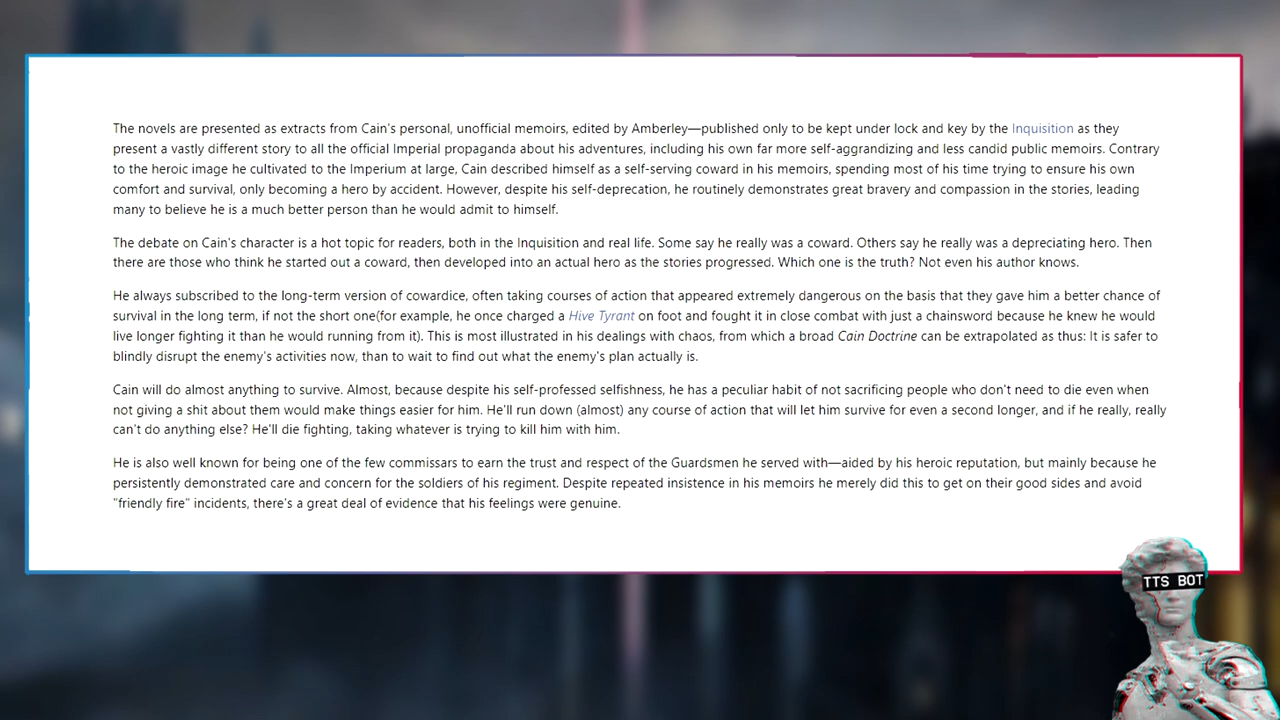 The novels are presented as extracts from Cain's personal, unofficial memoirs, edited by Amberley—published only to be kept under lock and key by the Inquisition as they
present a vastly different story to all the official Imperial propaganda about his adventures, including his own far more self-aggrandizing and less candid public memoirs. Contrary
to the heroic image he cultivated to the Imperium at large, Cain described himself as a self-serving coward in his memoirs, spending most of his time trying to ensure his own
comfort and survival, only becoming a hero by accident. However, despite his self-deprecation, he routinely demonstrates great bravery and compassion in the stories, leading
many to believe he is a much better person than he would admit to himself.
The debate on Cain's character is a hot topic for readers, both in the Inquisition and real life. Some say he really was a coward. Others say he really was a depreciating hero. Then
there are those who think he started out a coward, then developed into an actual hero as the stories progressed. Which one is the truth? Not even his author knows.
He always subscribed to the long-term version of cowardice, often taking courses of action that appeared extremely dangerous on the basis that they gave him a better chance of
survival in the long term, if not the short one(for example, he once charged a Hive Tyrant on foot and fought it in close combat with just a chainsword because he knew he would
live longer fighting it than he would running from it). This is most illustrated in his dealings with chaos, from which a broad Cain Doctrine can be extrapolated as thus: It is safer to
blindly disrupt the enemy's activities now, than to wait to find out what the enemy's plan actually is.
Cain will do almost anything to survive. Almost, because despite his self-professed selfishness, he has a peculiar habit of not sacrificing people who don't need to die even when
not giving a shit about them would make things easier for him. He'll run down (almost) any course of action that will let him survive for even a second longer, and if he really, really
can't do anything else? He'll die fighting, taking whatever is trying to kill him with him.
He is also well known for being one of the few commissars to earn the trust and respect of the Guardsmen he served with—aided by his heroic reputation, but mainly because he
persistently demonstrated care and concern for the soldiers of his regiment. Despite repeated insistence in his memoirs he merely did this to get on their good sides and avoid
"friendly fire" incidents, there's a great deal of evidence that his feelings were genuine.
TTS BOT